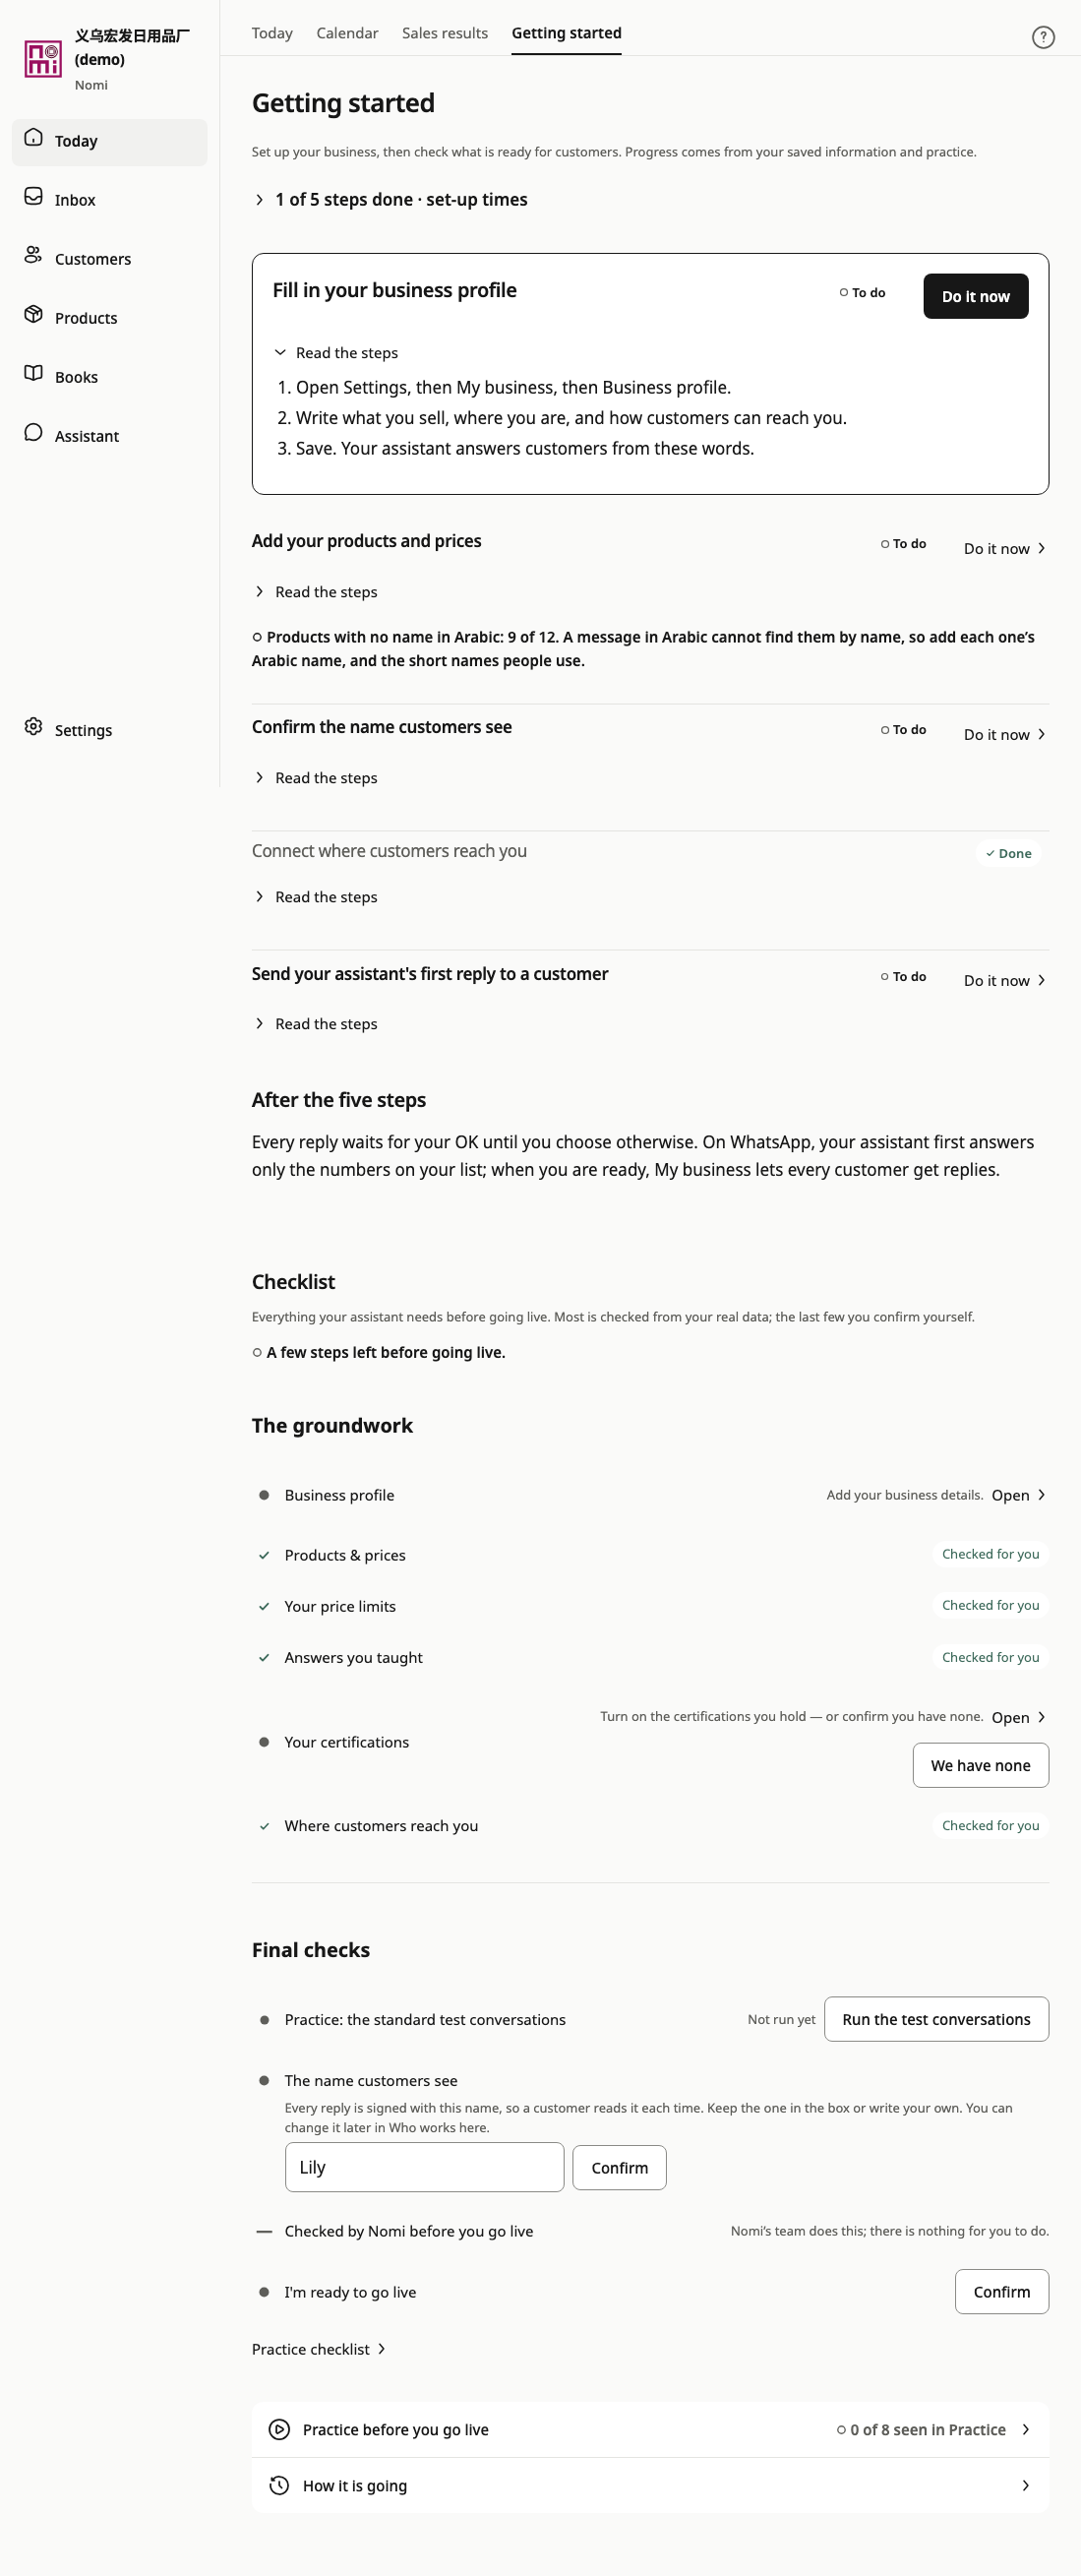 义乌宏发日用品厂
(demo)
Nomi
Today
Inbox
Customers
Products
Books
Assistant
Settings
Today
Calendar
Sales results
Getting started
Getting started
Set up your business, then check what is ready for customers. Progress comes from your saved information and practice.
1 of 5 steps done · set-up times
Fill in your business profile
To do
Do it now
Read the steps
1. Open Settings, then My business, then Business profile.
2. Write what you sell, where you are, and how customers can reach you.
3. Save. Your assistant answers customers from these words.
Add your products and prices
To do
Do it now
Read the steps
Products with no name in Arabic: 9 of 12. A message in Arabic cannot find them by name, so add each one’s
Arabic name, and the short names people use.
Confirm the name customers see
To do
Do it now
Read the steps
Connect where customers reach you
Done
Read the steps
Send your assistant's first reply to a customer
To do
Do it now
Read the steps
After the five steps
Every reply waits for your OK until you choose otherwise. On WhatsApp, your assistant first answers
only the numbers on your list; when you are ready, My business lets every customer get replies.
Checklist
Everything your assistant needs before going live. Most is checked from your real data; the last few you confirm yourself.
A few steps left before going live.
The groundwork
Business profile
Add your business details.
Open
Products & prices
Checked for you
Your price limits
Checked for you
Answers you taught
Checked for you
Your certifications
Turn on the certifications you hold — or confirm you have none.
Open
We have none
Where customers reach you
Checked for you
Final checks
Practice: the standard test conversations
Not run yet
Run the test conversations
The name customers see
Every reply is signed with this name, so a customer reads it each time. Keep the one in the box or write your own. You can
change it later in Who works here.
Lily
Confirm
Checked by Nomi before you go live
Nomi’s team does this; there is nothing for you to do.
I'm ready to go live
Confirm
Practice checklist
Practice before you go live
0 of 8 seen in Practice
How it is going